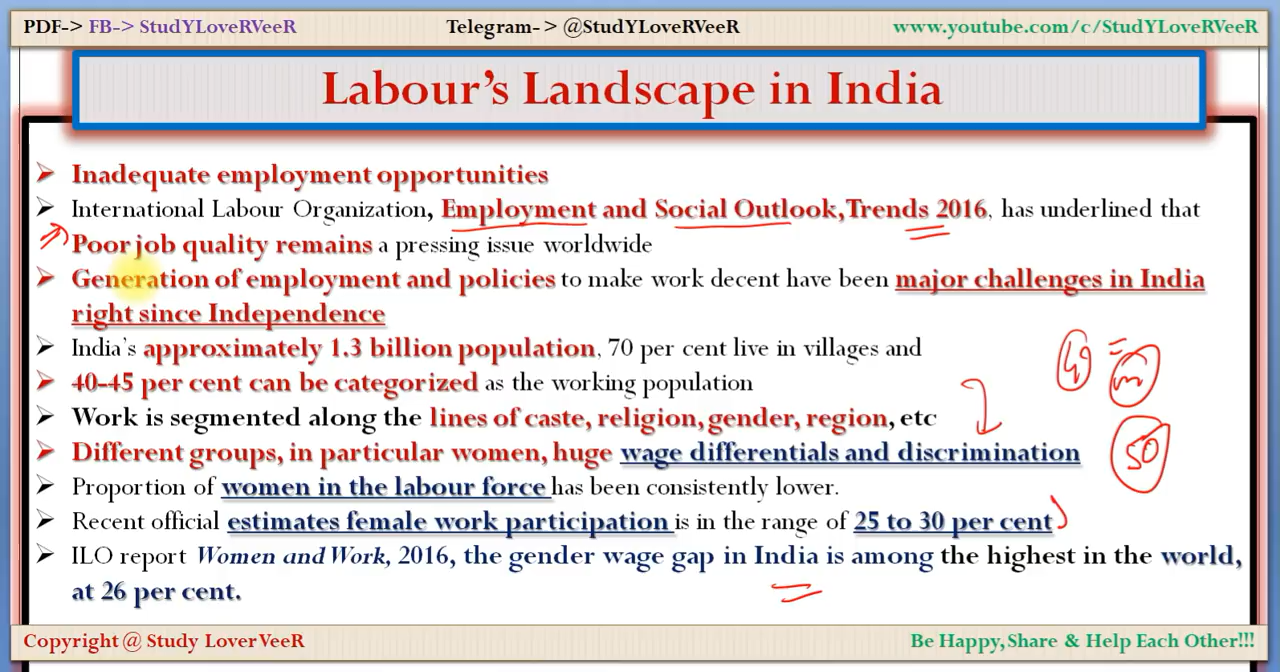 PDF-> FB-> StudYLoveRVeeR Telegram- > @StudYLoveRVeeR www.youtube.com/c/StudYLoveRVeeR
Labour's Landscape in India
Inadequate employment opportunities
International Labour Organization, Employment and Social Outlook,Trends 2016, has underlined that
Poor job quality remains a pressing issue worldwide
Generation of employment and policies to make work decent have been major challenges in India
right since Independence
India's approximately 1.3 billion population, 70 per cent live in villages and
40-45 per cent can be categorized as the working population
Work is segmented along the lines of caste, religion, gender, region, etc
Different groups, in particular women, huge wage differentials and discrimination
50
Proportion of women in the labour force has been consistently lower.
Recent official estimates female work participation is in the range of 25 to 30 per cent
ILO report Women and Work, 2016, the gender wage gap in India is among the highest in the world,
at 26 per cent.
Copyright @ Study LoverVeeR Be Happy,Share & Help Each Other!!!